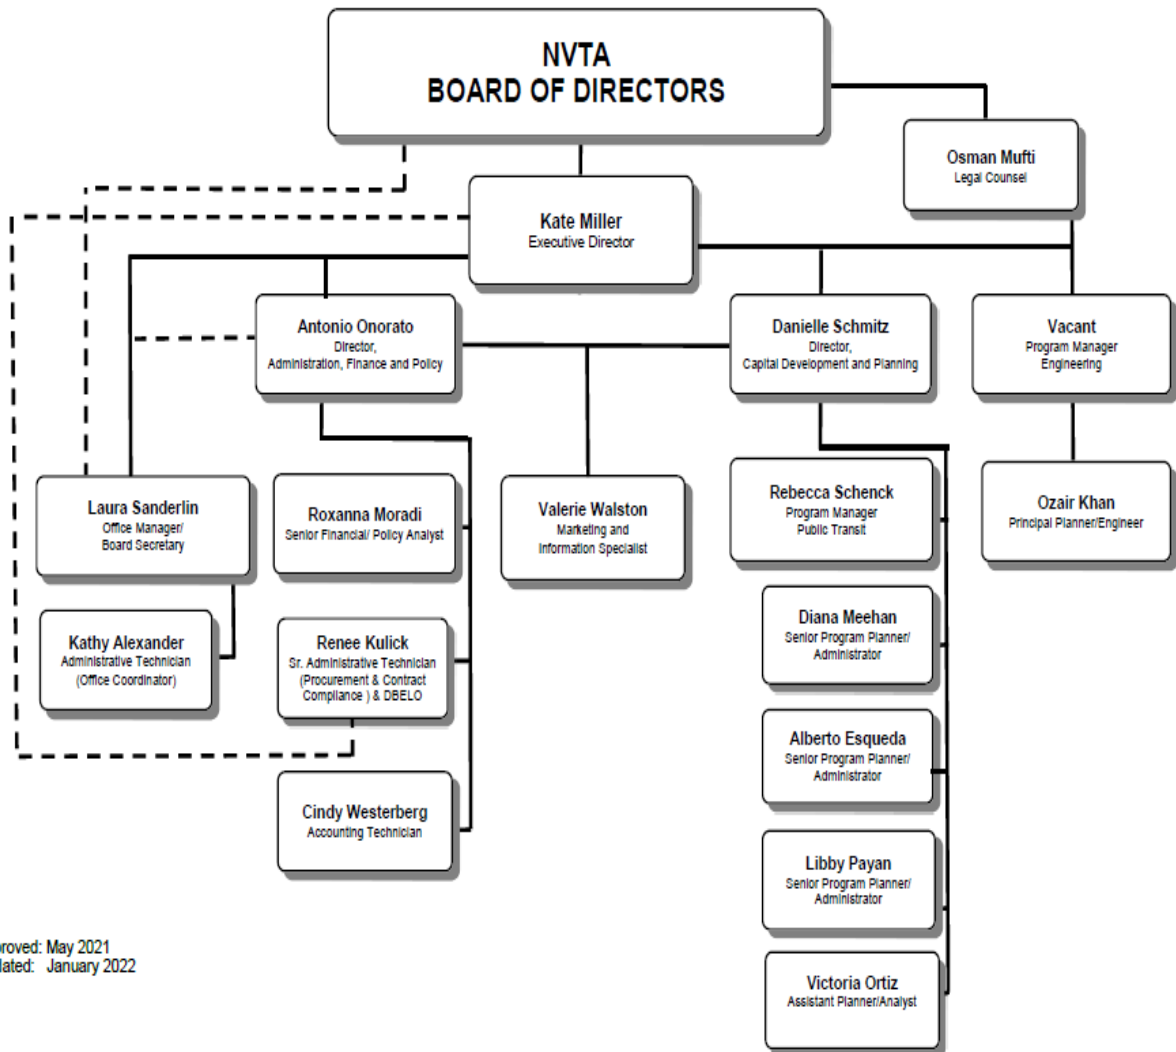 NVTA
BOARD OF DIRECTORS
Osman Mufti
Legal Counsel
Kate Miller
Executive Director
Antonio Onorato
Director,
Administration, Finance and Policy
Danielle Schmitz
Director,
Capital Development and Planning
Vacant
Program Manager
Engineering
Laura Sanderlin
Office Manager/
Board Secretary
Roxanna Moradi
Senior Financial/ Policy Analyst
Valerie Walston
Marketing and
Information Specialist
Rebecca Schenck
Program Manager
Public Transit
Ozair Khan
Principal Planner/Engineer
Kathy Alexander
Administrative Technician
(Office Coordinator)
Renee Kulick
Sr. Administrative Technician
(Procurement & Contract
Compliance ) & DBELO
Diana Meehan
Senior Program Planner/
Administrator
Alberto Esqueda
Senior Program Planner/
Administrator
Cindy Westerberg
Accounting Technician
Libby Payan
Senior Program Planner/
Administrator
Victoria Ortiz
Assistant Planner/Analyst
proved: May 2021
lated: January 2022